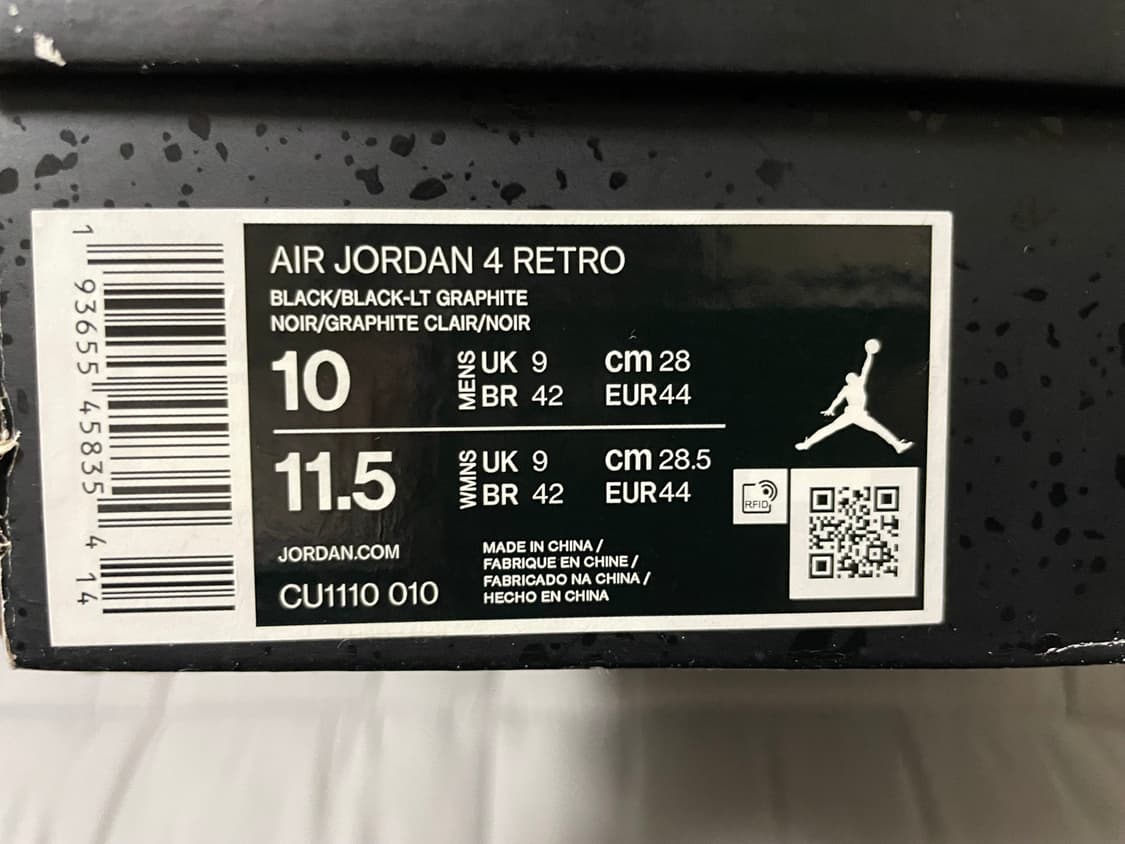 1 93655 45835 4 14
AIR JORDAN 4 RETRO
BLACK/BLACK-LT GRAPHITE
NOIR/GRAPHITE CLAIR/NOIR
10 MENS UK 9 cm 28
BR 42 EUR44
11.5 WMNS UK 9 cm 28.5
BR 42 EUR44
RFID
JORDAN.COM
CU1110 010
MADE IN CHINA /
FABRIQUE EN CHINE /
FABRICADO NA CHINA /
HECHO EN CHINA